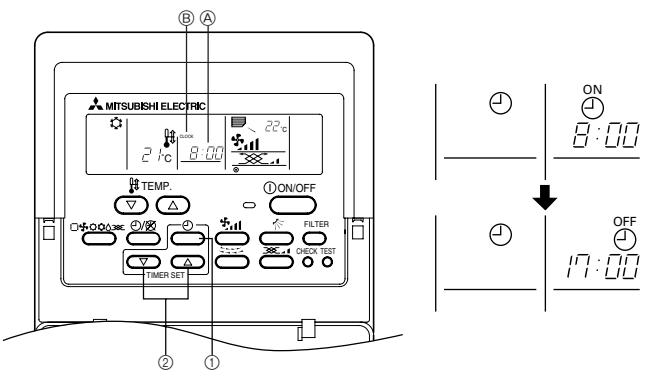 Ⓑ Ⓐ
MITSUBISHI ELECTRIC
CLOCK
22°C
21°C 8:00
TEMP. ON/OFF
FILTER
CHECK TEST
TIMER SET
② ①
ON
8:00
OFF
17:00